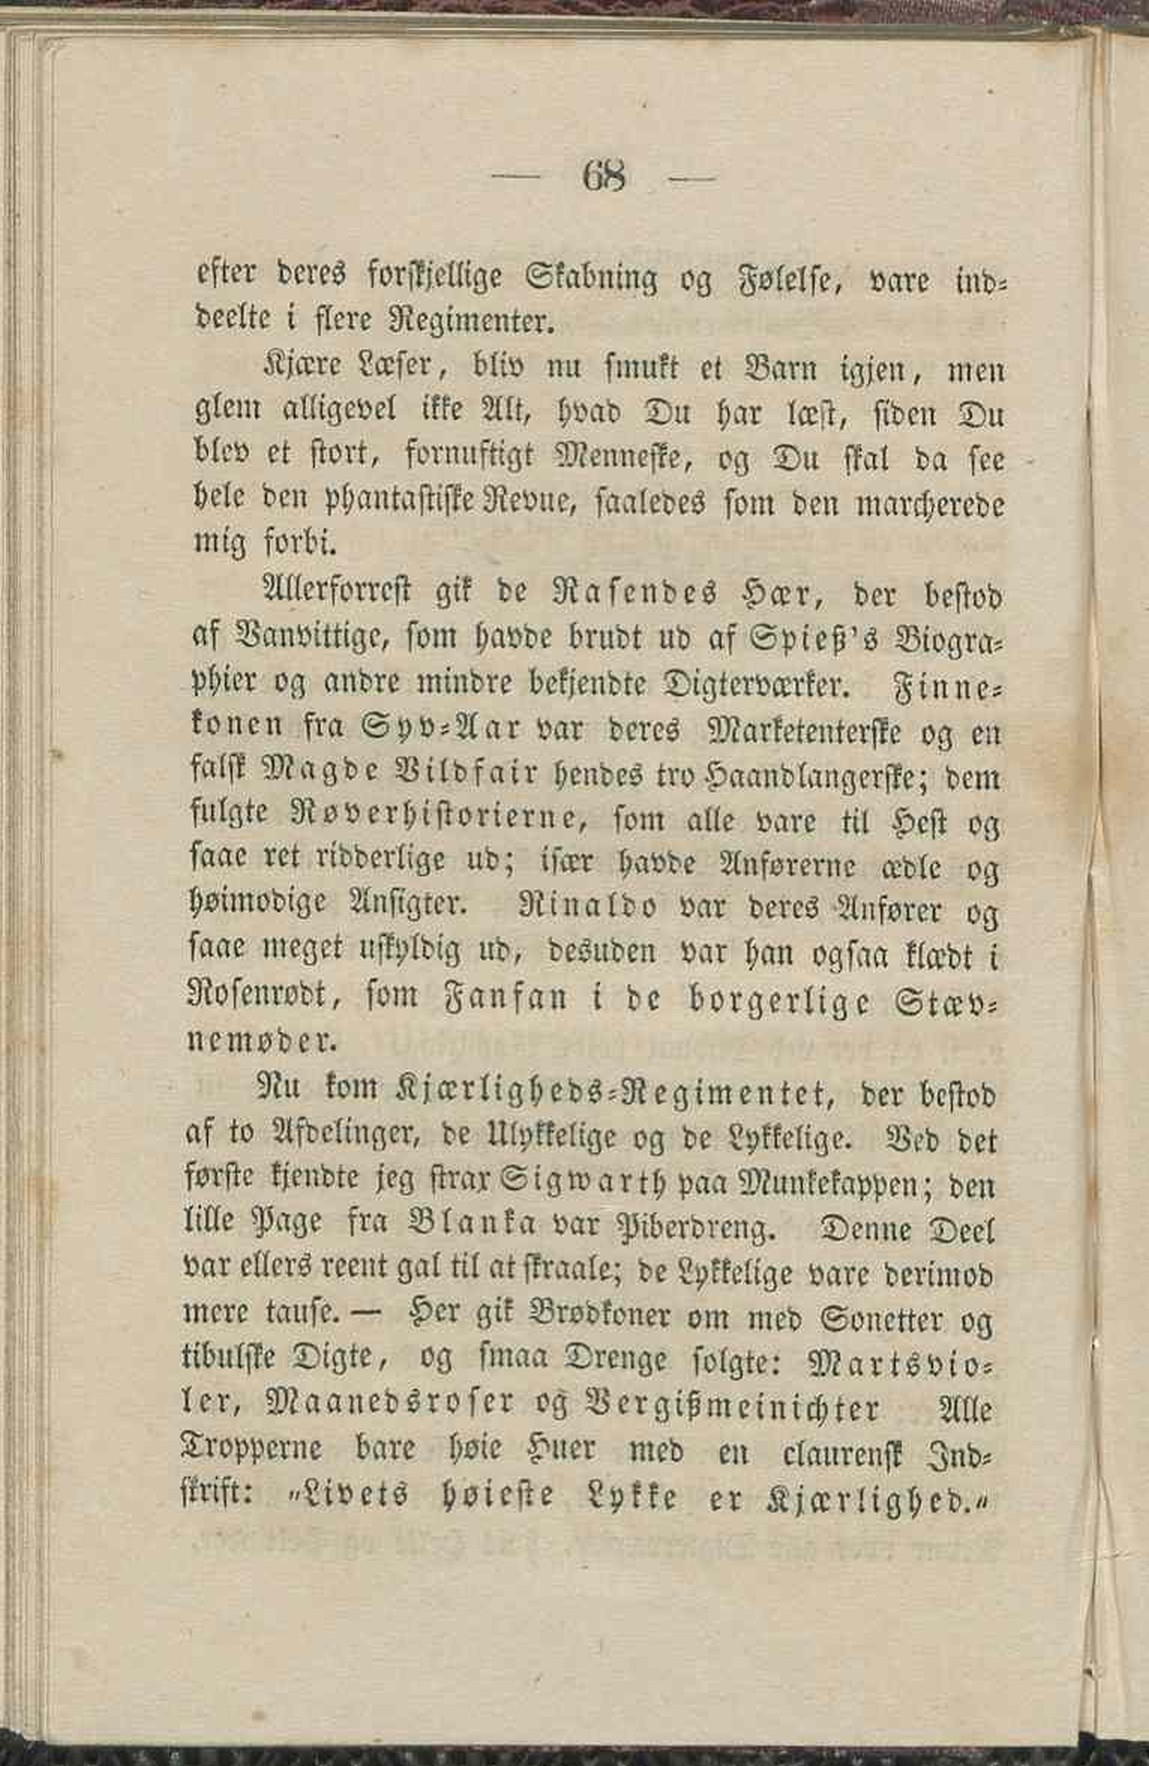 — 68 —
efter deres forskjellige Skabning og Følelse, vare ind-
deelte i flere Regimenter.
Kjære Læser, bliv nu smukt et Barn igjen, men
glem alligevel ikke Alt, hvad Du har læst, siden Du
blev et stort, fornuftigt Menneske, og Du skal da see
hele den phantastiske Revue, saaledes som den marcherede
mig forbi.
Allerforrest gik de Rasendes Hær, der bestod
af Vanvittige, som havde brudt ud af Spieß's Biogra-
phier og andre mindre bekjendte Digterværker. Finne-
konen fra Syv-Aar var deres Marketenterske og en
falsk Magde Vildfair hendes tro Haandlangerske; dem
fulgte Røverhistorierne, som alle vare til Hest og
saae ret ridderlige ud; især havde Anførerne ædle og
høimodige Ansigter. Rinaldo var deres Anfører og
saae meget uskyldig ud, desuden var han ogsaa klædt i
Rosenrødt, som Fanfan i de borgerlige Stæv-
nemøder.
Nu kom Kjærligheds-Regimentet, der bestod
af to Afdelinger, de Ulykkelige og de Lykkelige. Ved det
første kjendte jeg strax Sigwarth paa Munkekappen; den
lille Page fra Blanka var Piberdreng. Denne Deel
var ellers reent gal til at skraale; de Lykkelige vare derimod
mere tause. — Her gik Brødkoner om med Sonetter og
tibulske Digte, og smaa Drenge solgte: Martsvio-
ler, Maanedsroser og Vergißmeinichter Alle
Tropperne bare høie Huer med en claurensk Ind-
skrift: „Livets høieste Lykke er Kjærlighed.„